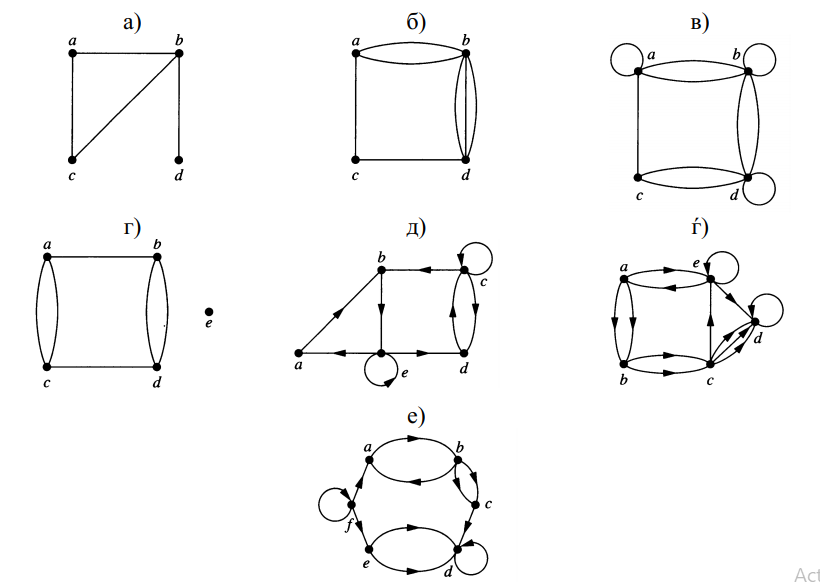 а) б) в)
a b a b a b
c d c d c d
г) д) ѓ)
a b e b c a e d
c d a e d b c
е)
a b
f c
e d
Act